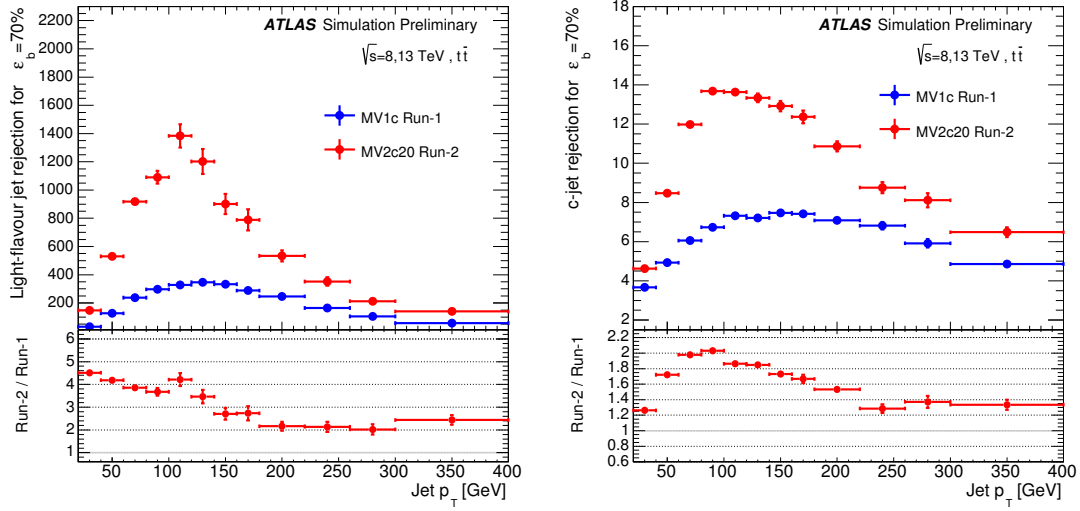 ATLAS Simulation Preliminary
√s=8,13 TeV , tt̄
MV1c Run-1
MV2c20 Run-2
Light-flavour jet rejection for ε_b=70%
2200
2000
1800
1600
1400
1200
1000
800
600
400
200
Run-2 / Run-1
6
5
4
3
2
1
50 100 150 200 250 300 350 400
Jet p_T [GeV]
ATLAS Simulation Preliminary
√s=8,13 TeV , tt̄
MV1c Run-1
MV2c20 Run-2
c-jet rejection for ε_b=70%
18
16
14
12
10
8
6
4
2
Run-2 / Run-1
2.2
2
1.8
1.6
1.4
1.2
1
0.8
0.6
50 100 150 200 250 300 350 400
Jet p_T [GeV]